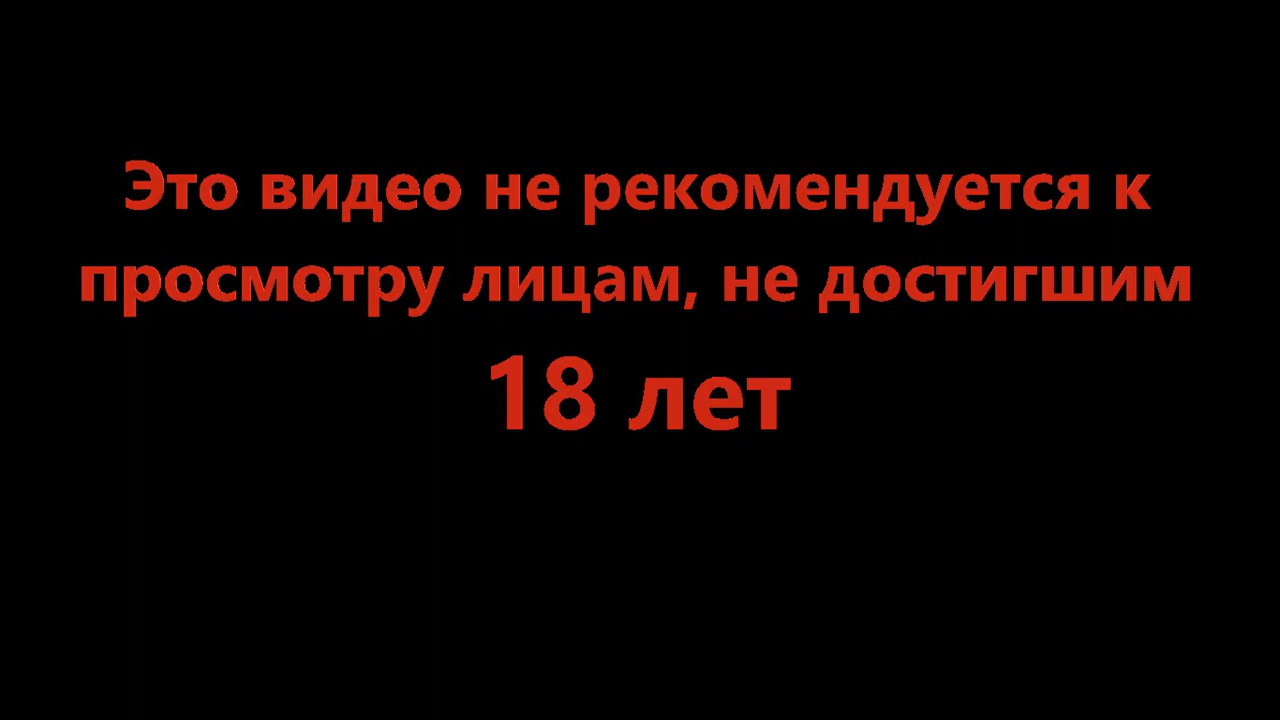 Это видео не рекомендуется к
просмотру лицам, не достигшим
18 лет